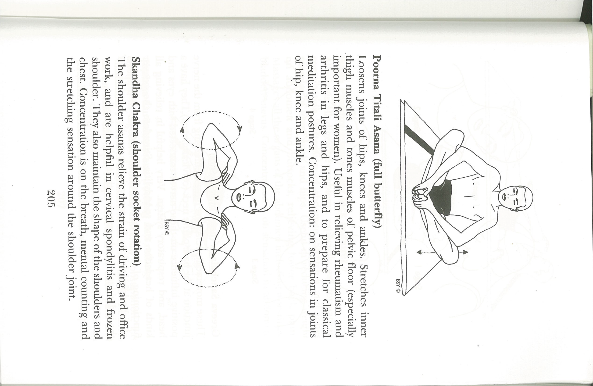 Poorna Titali Asana (full butterfly)
Loosens joints of hips, knees and ankles. Stretches inner
thigh muscles and tones muscles of pelvic floor (especially
important for women). Useful in relieving rheumatism and
arthritis in legs and hips, and to prepare for classical
meditation postures. Concentration: on sensations in joints
of hip, knee and ankle.
Skandha Chakra (shoulder socket rotation)
The shoulder asanas relieve the strain of driving and office
work, and are helpful in cervical spondylitis and frozen
shoulder. They also maintain the shape of the shoulders and
chest. Concentration is on the breath, mental counting and
the stretching sensation around the shoulder joint.
205